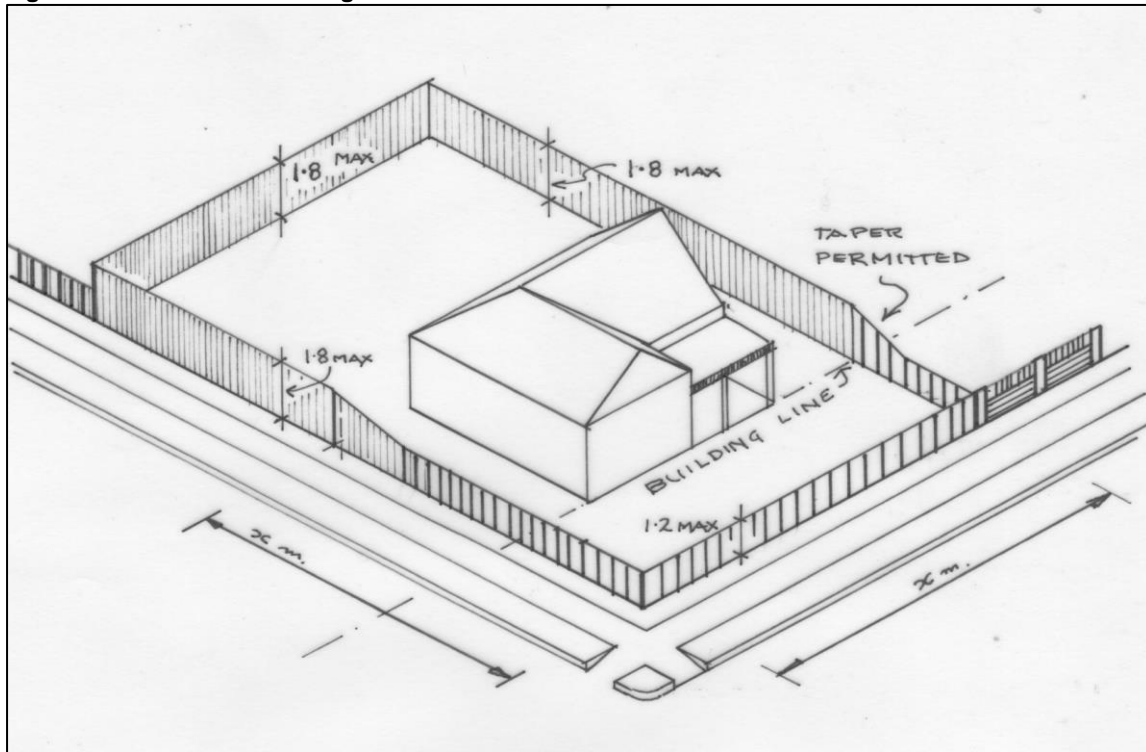 1·8 MAX
1·8 MAX
TAPER
PERMITTED
1·8 MAX
BUILDING LINE
1·2 MAX
x m.
x m.